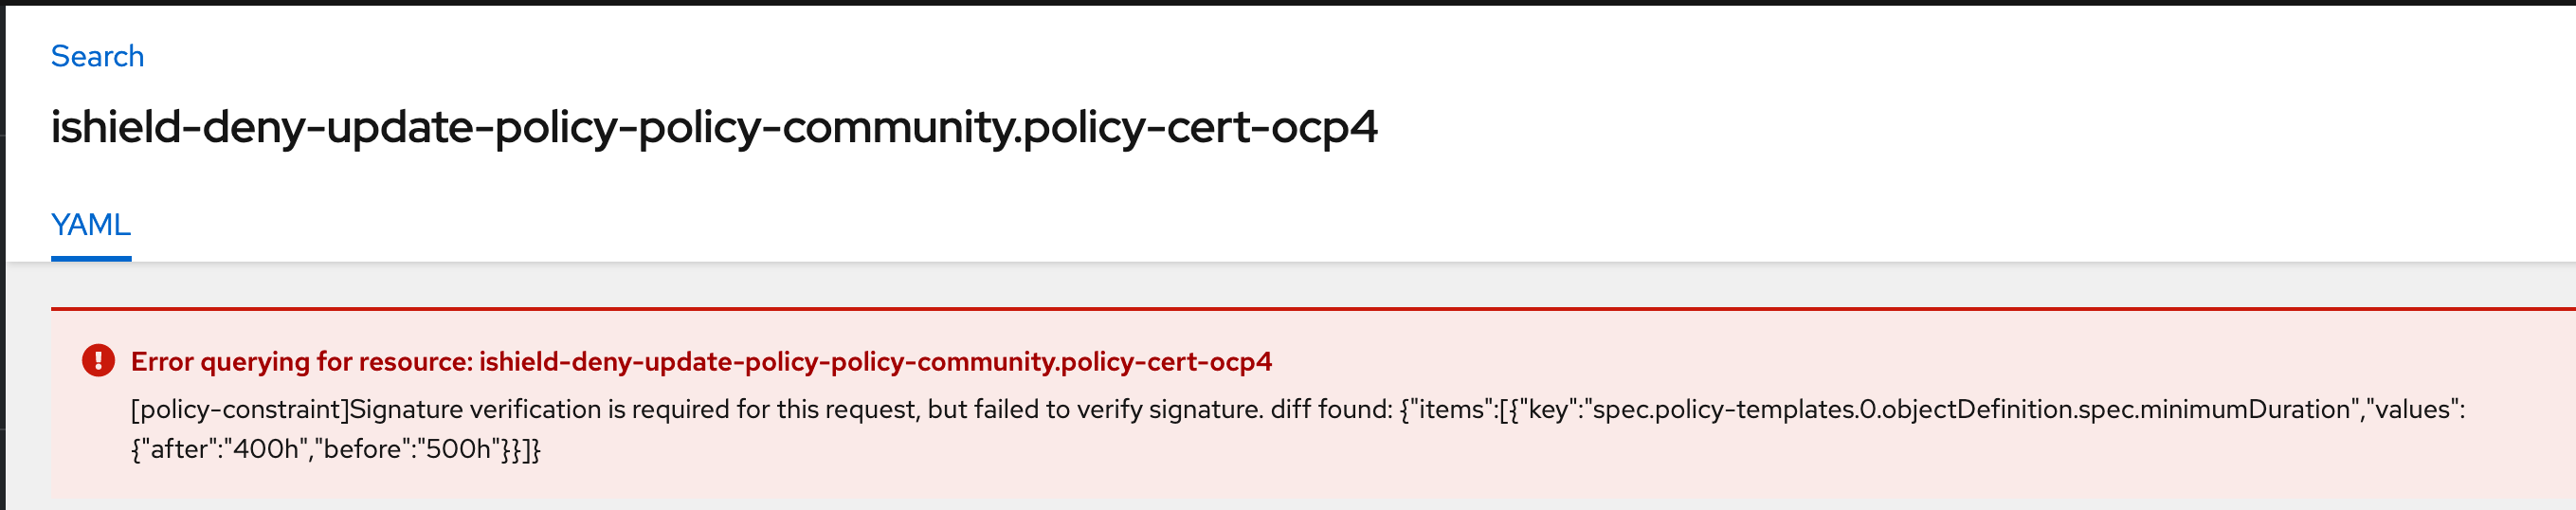 Search
ishield-deny-update-policy-policy-community.policy-cert-ocp4
YAML
Error querying for resource: ishield-deny-update-policy-policy-community.policy-cert-ocp4
[policy-constraint]Signature verification is required for this request, but failed to verify signature. diff found: {"items":[{"key":"spec.policy-templates.0.objectDefinition.spec.minimumDuration","values":
{"after":"400h","before":"500h"}}]}